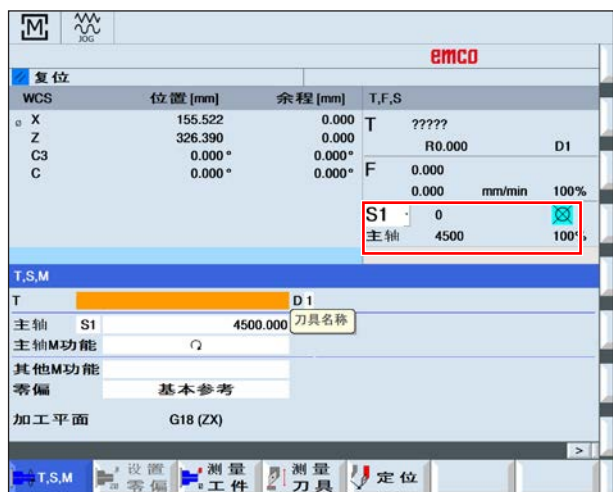 M
JOG
emco
复位
WCS 位置[mm] 余程[mm] T,F,S
ø X 155.522 0.000 T ?????
Z 326.390 0.000 R0.000 D1
C3 0.000° 0.000°
C 0.000° 0.000° F 0.000
0.000 mm/min 100%
S1 0
主轴 4500 100%
T,S,M
T D 1
主轴 S1 4500.000 刀具名称
主轴M功能
其他M功能
零偏 基本参考
加工平面 G18 (ZX)
>
T,S,M 设置零偏 测量工件 测量刀具 定位